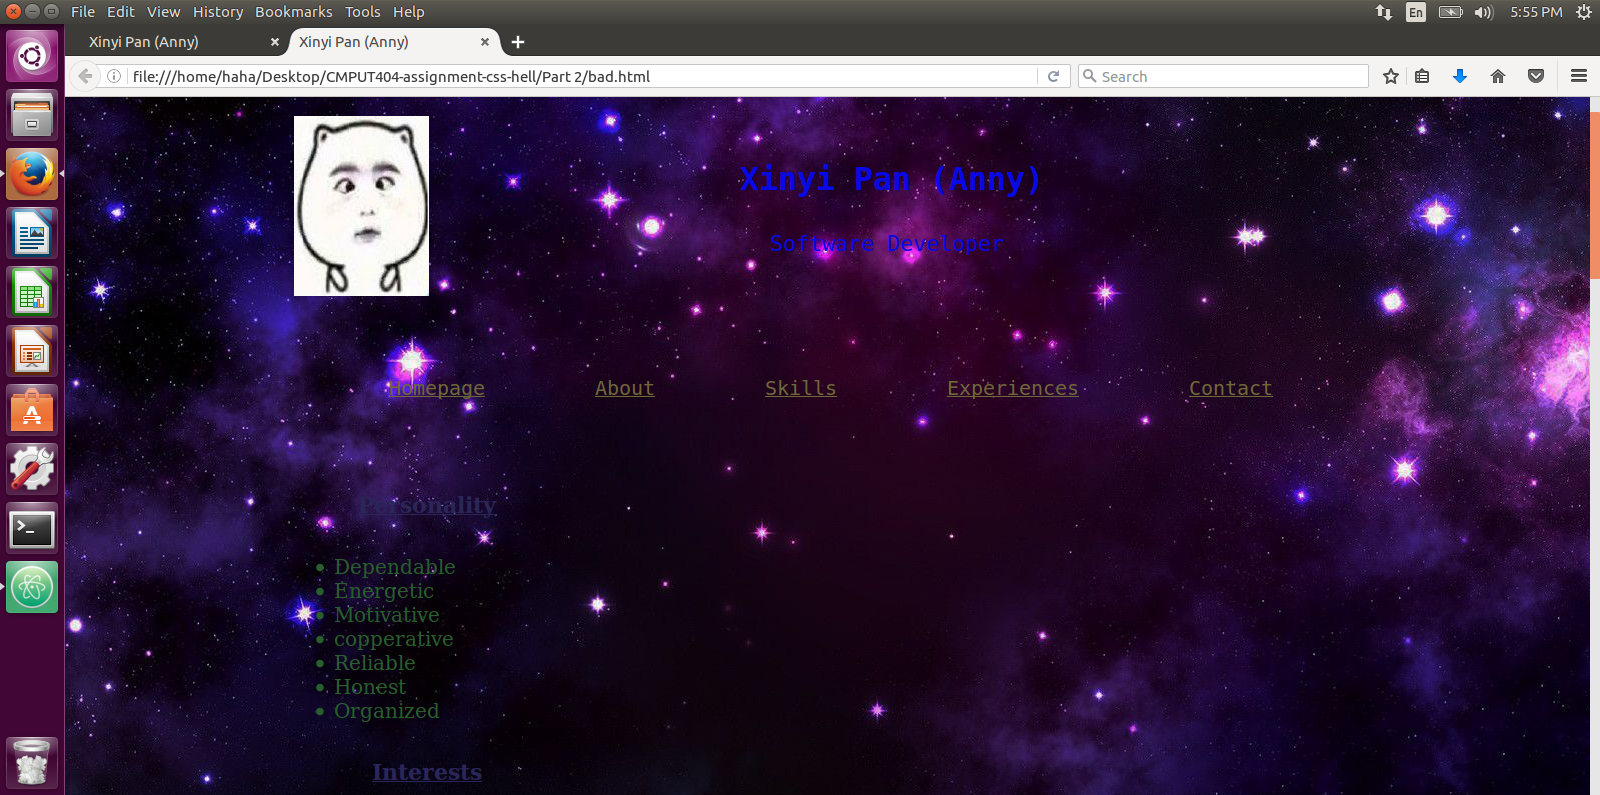 File Edit View History Bookmarks Tools Help
En
5:55 PM
Xinyi Pan (Anny)
Xinyi Pan (Anny)
file:///home/haha/Desktop/CMPUT404-assignment-css-hell/Part 2/bad.html
Search
Xinyi Pan (Anny)
Software Developer
Homepage About Skills Experiences Contact
Personality
Dependable
Energetic
Motivative
copperative
Reliable
Honest
Organized
Interests